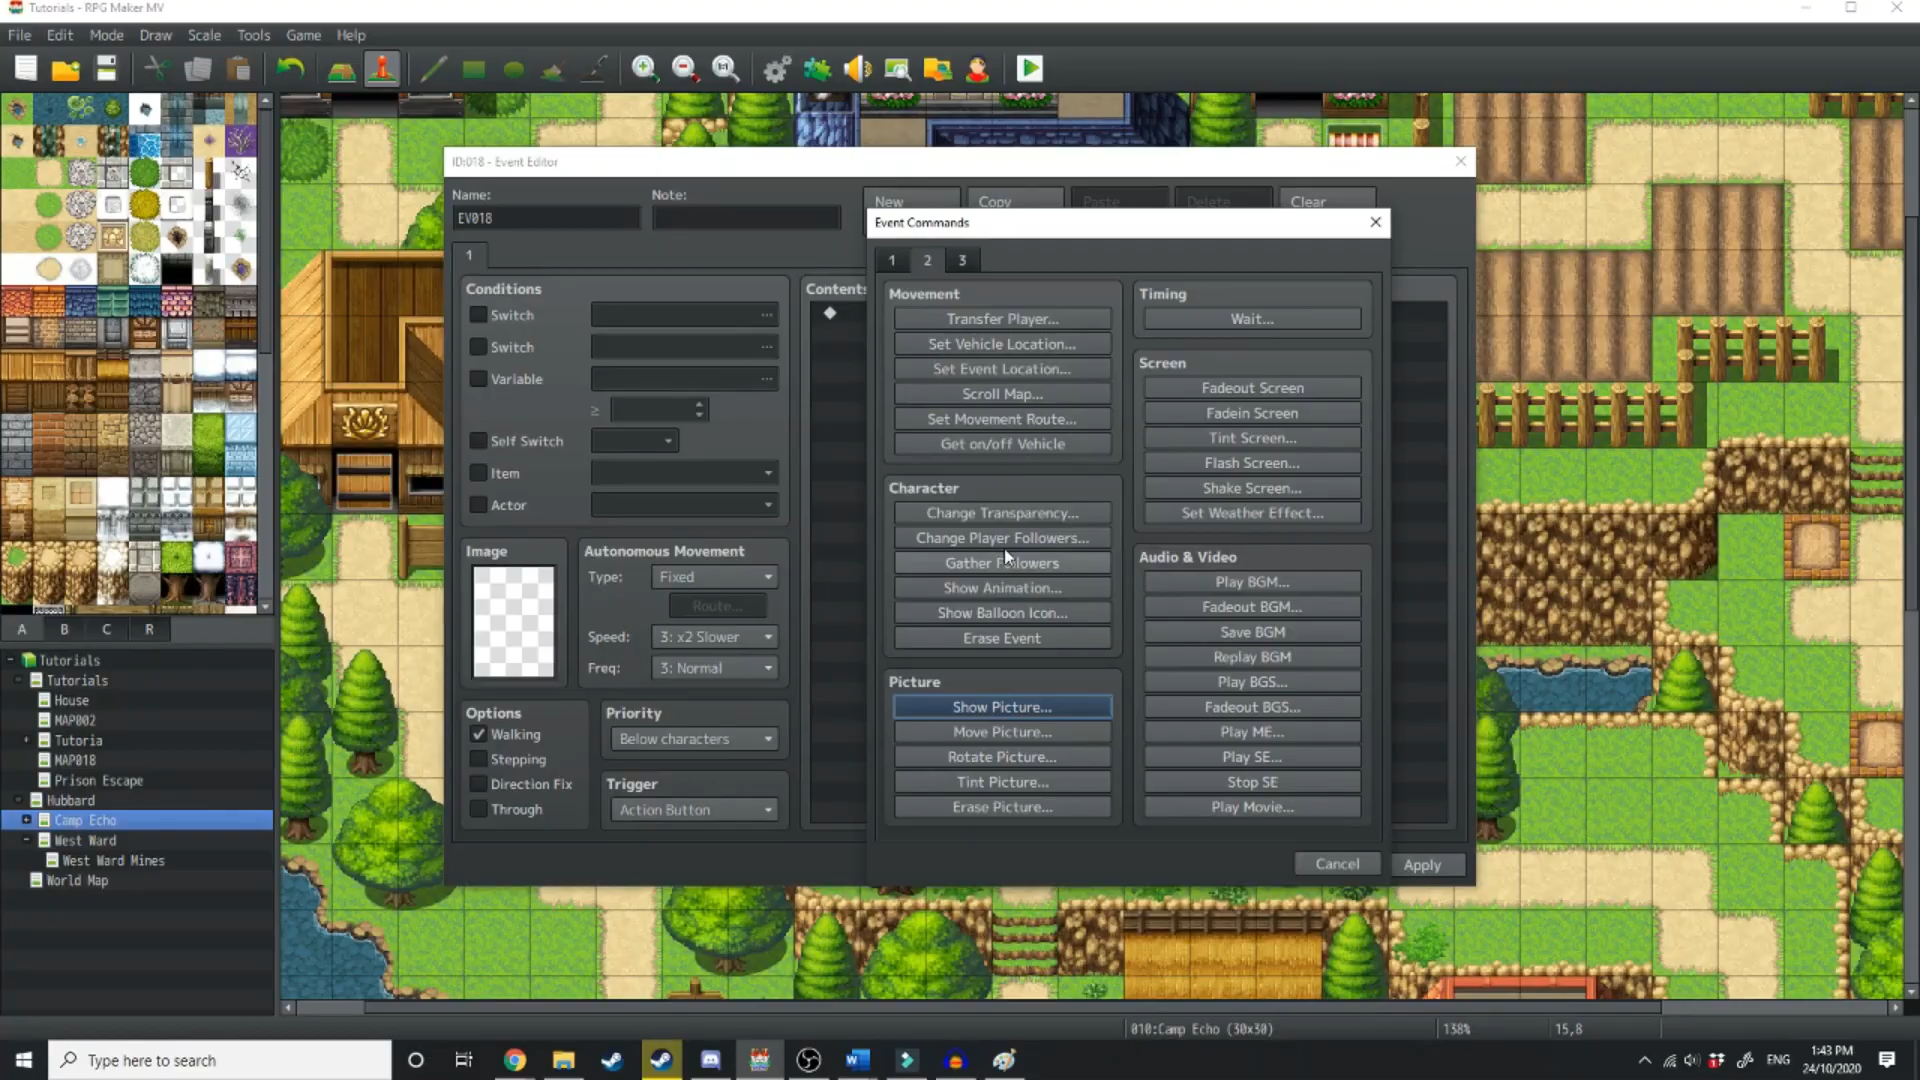 Tutorials - RPG Maker MV
File Edit Mode Draw Scale Tools Game Help
ID:018 - Event Editor
Name:
Note:
EV018
New
Copy
Paste
Delete
Clear
1
Conditions
Switch
Switch
Variable
≥
Self Switch
Item
Actor
Contents
Image
Autonomous Movement
Type:
Fixed
Route...
Speed:
3: x2 Slower
Freq:
3: Normal
Options
Walking
Stepping
Direction Fix
Through
Priority
Below characters
Trigger
Action Button
Event Commands
1 2 3
Movement
Transfer Player...
Set Vehicle Location...
Set Event Location...
Scroll Map...
Set Movement Route...
Get on/off Vehicle
Character
Change Transparency...
Change Player Followers...
Gather Followers
Show Animation...
Show Balloon Icon...
Erase Event
Picture
Show Picture...
Move Picture...
Rotate Picture...
Tint Picture...
Erase Picture...
Timing
Wait...
Screen
Fadeout Screen
Fadein Screen
Tint Screen...
Flash Screen...
Shake Screen...
Set Weather Effect...
Audio & Video
Play BGM...
Fadeout BGM...
Save BGM
Replay BGM
Play BGS...
Fadeout BGS...
Play ME...
Play SE...
Stop SE
Play Movie...
Cancel
Apply
A B C R
Tutorials
Tutorials
House
MAP002
Tutoria
MAP018
Prison Escape
Hubbard
Camp Echo
West Ward
West Ward Mines
World Map
010:Camp Echo (30x30)
138%
15,8
Type here to search
ENG
1:43 PM
24/10/2020